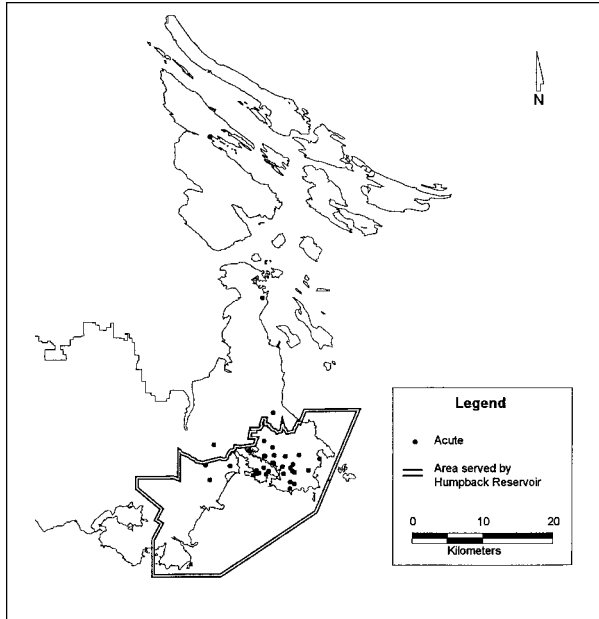 N
Legend
Acute
Area served by
Humpback Reservoir
0 10 20
Kilometers